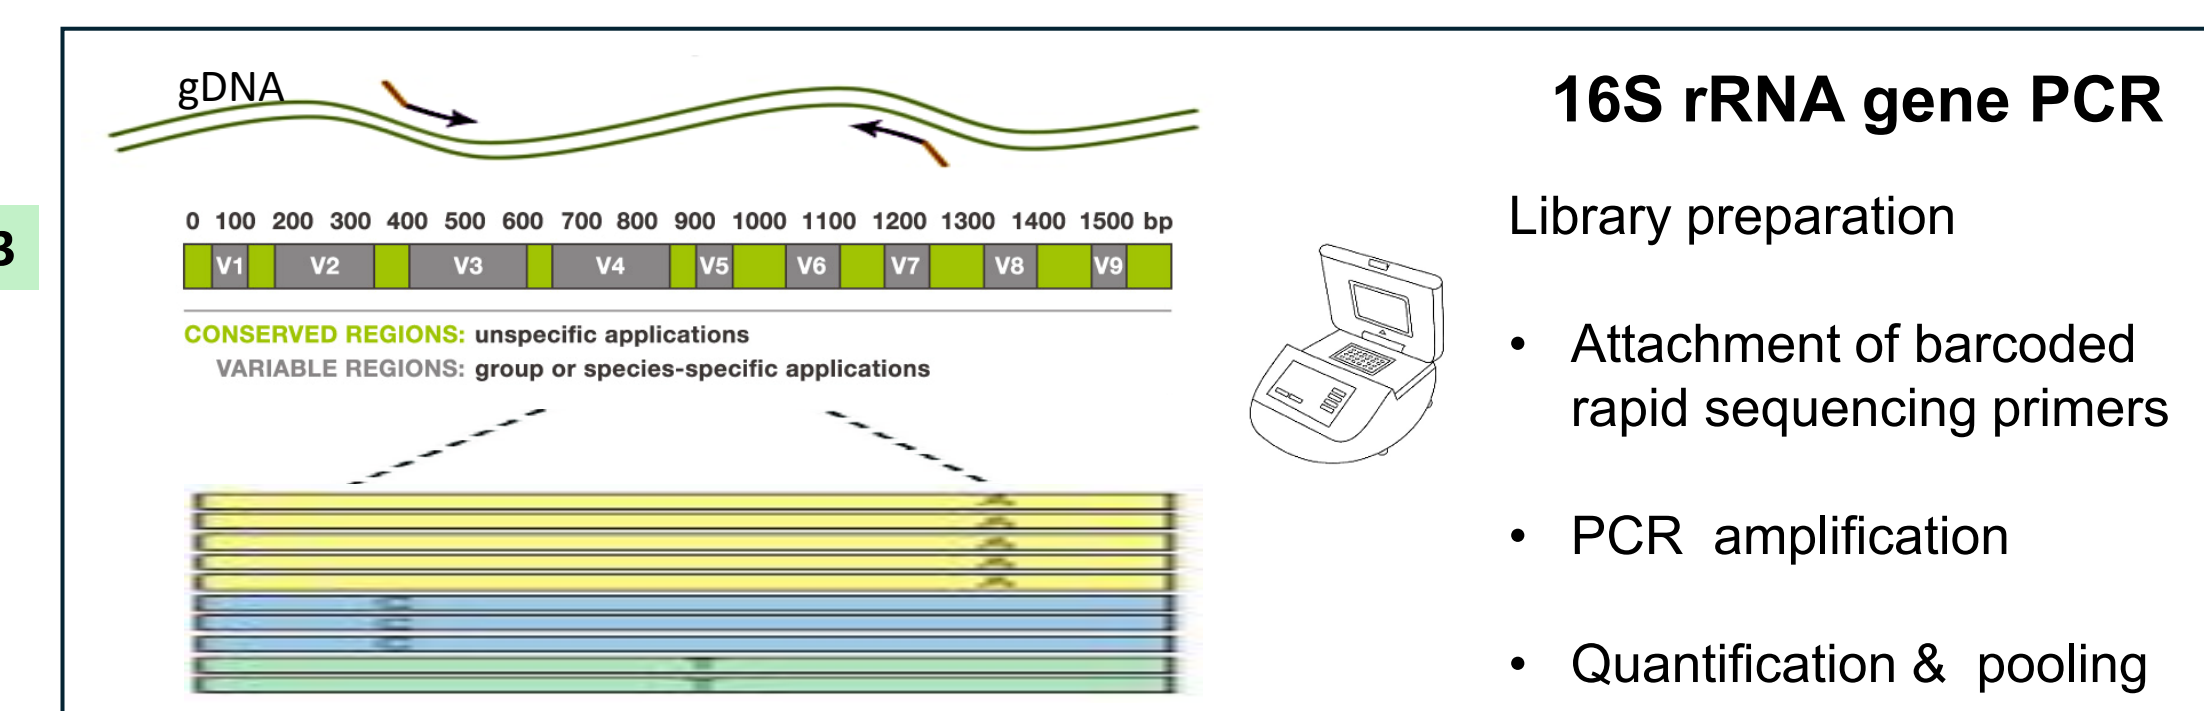 gDNA
0 100 200 300 400 500 600 700 800 900 1000 1100 1200 1300 1400 1500 bp
V1 V2 V3 V4 V5 V6 V7 V8 V9
CONSERVED REGIONS: unspecific applications
VARIABLE REGIONS: group or species-specific applications
16S rRNA gene PCR
Library preparation
• Attachment of barcoded
rapid sequencing primers
• PCR amplification
• Quantification & pooling